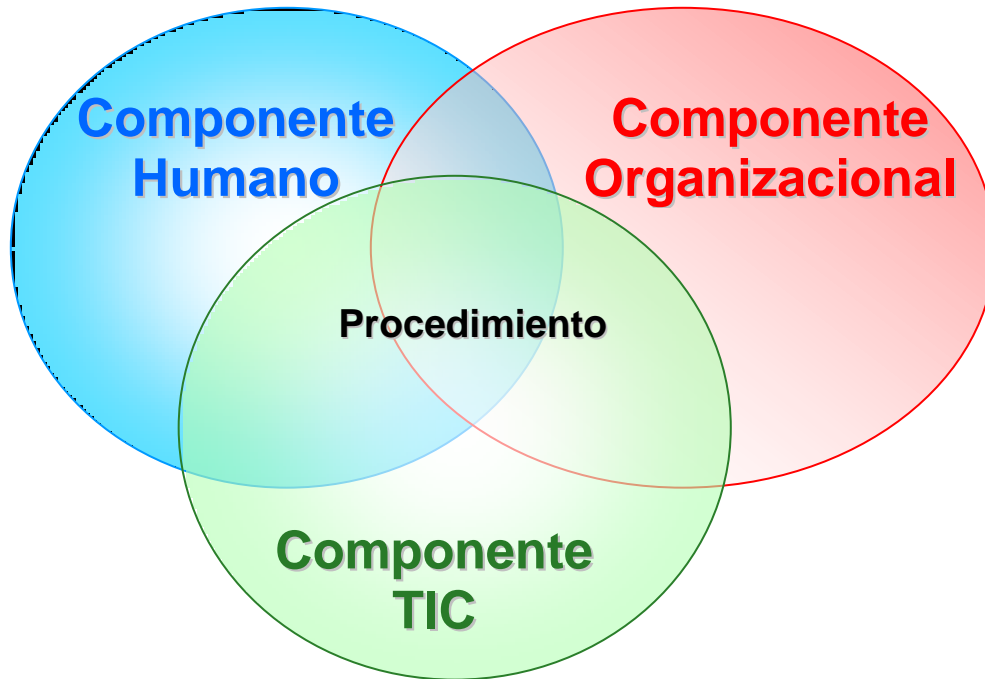 Componente
Humano
Componente
Organizacional
Procedimiento
Componente
TIC